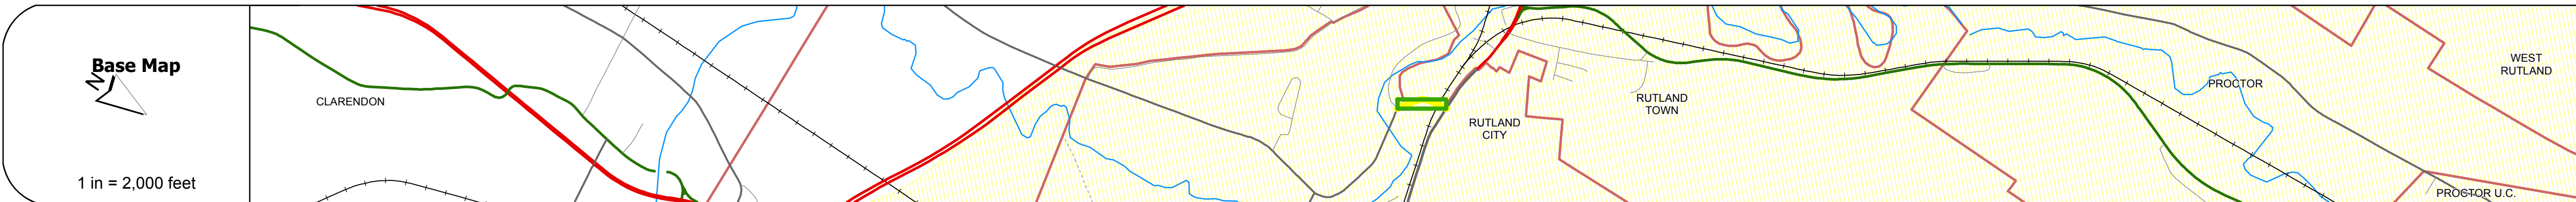 Base Map
N
1 in = 2,000 feet
CLARENDON
RUTLAND
CITY
RUTLAND
TOWN
PROCTOR
WEST
RUTLAND
PROCTOR U.C.